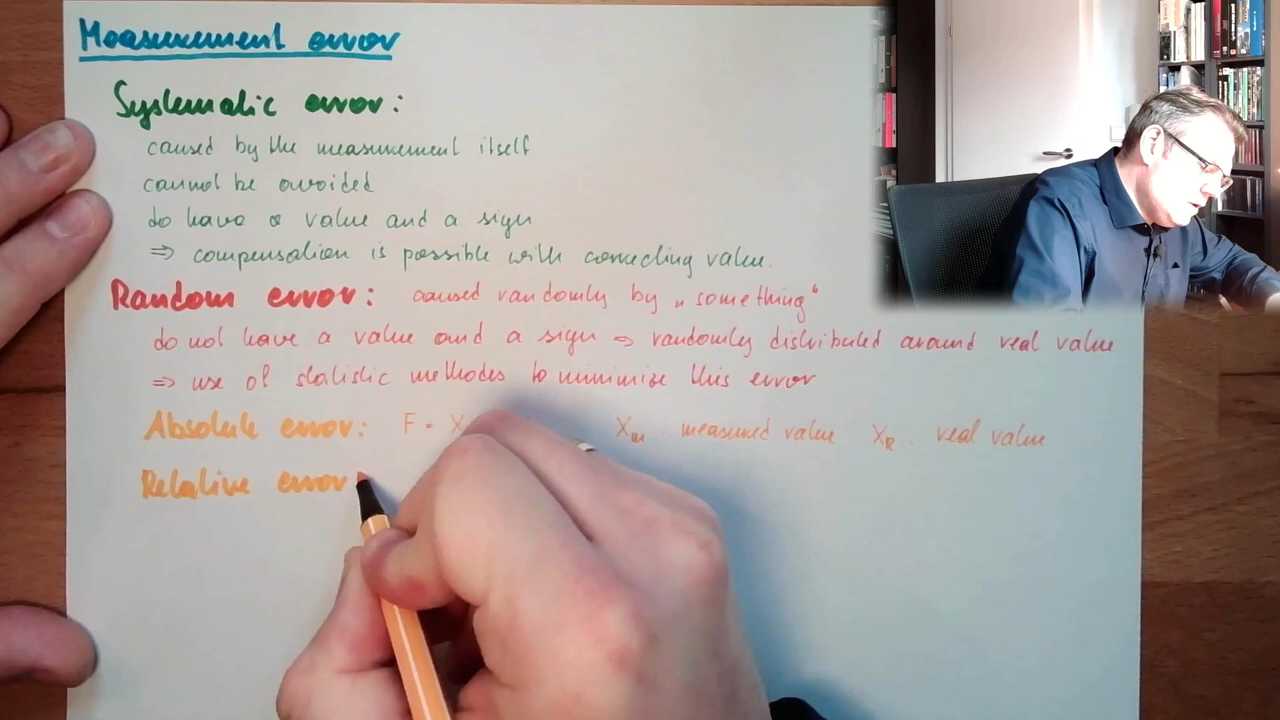 Measurement error
Systematic error:
caused by the measurement itself
cannot be avoided
do have a value and a sign
⇒ compensation is possible with correcting value.
Random error: caused randomly by „something“
do not have a value and a sign ⇒ randomly distributed around real value
⇒ use of statistic methodes to minimise this error
Absolute error: F = X Xm .. measured value XR .. real value
Relative error